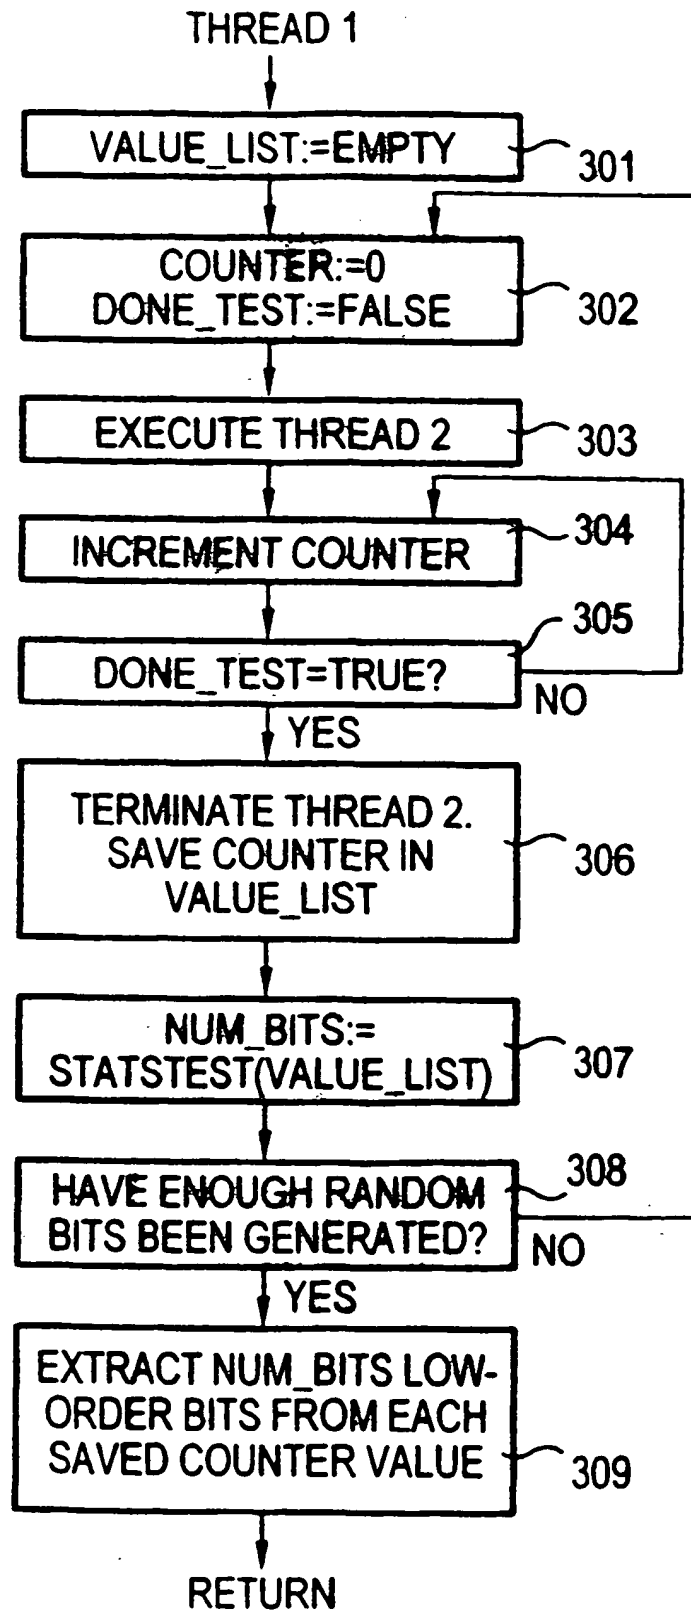 THREAD 1
VALUE_LIST:=EMPTY
301
COUNTER:=0
DONE_TEST:=FALSE
302
EXECUTE THREAD 2
303
INCREMENT COUNTER
304
DONE_TEST=TRUE?
305
NO
YES
TERMINATE THREAD 2.
SAVE COUNTER IN
VALUE_LIST
306
NUM_BITS:=
STATSTEST(VALUE_LIST)
307
HAVE ENOUGH RANDOM
BITS BEEN GENERATED?
308
NO
YES
EXTRACT NUM_BITS LOW-
ORDER BITS FROM EACH
SAVED COUNTER VALUE
309
RETURN